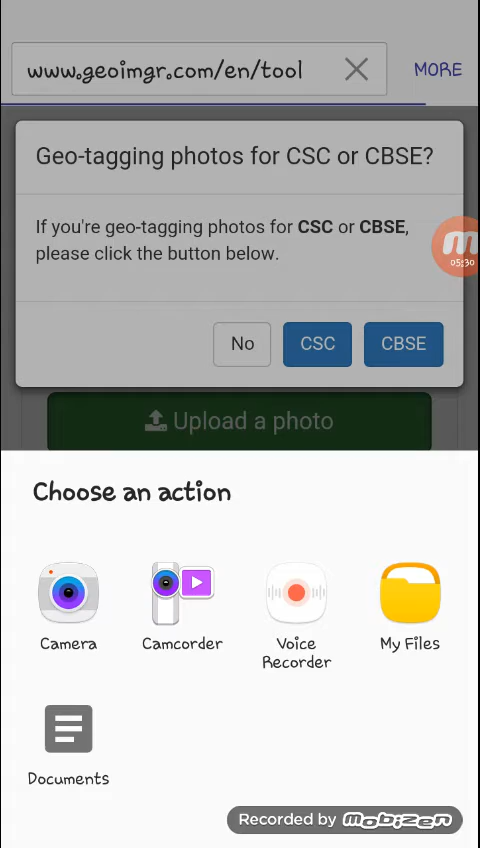 www.geoimgr.com/en/tool
MORE
Geo-tagging photos for CSC or CBSE?
If you're geo-tagging photos for CSC or CBSE,
please click the button below.
05:30
No
CSC
CBSE
Upload a photo
Choose an action
Camera
Camcorder
Voice
Recorder
My Files
Documents
Recorded by mobizen